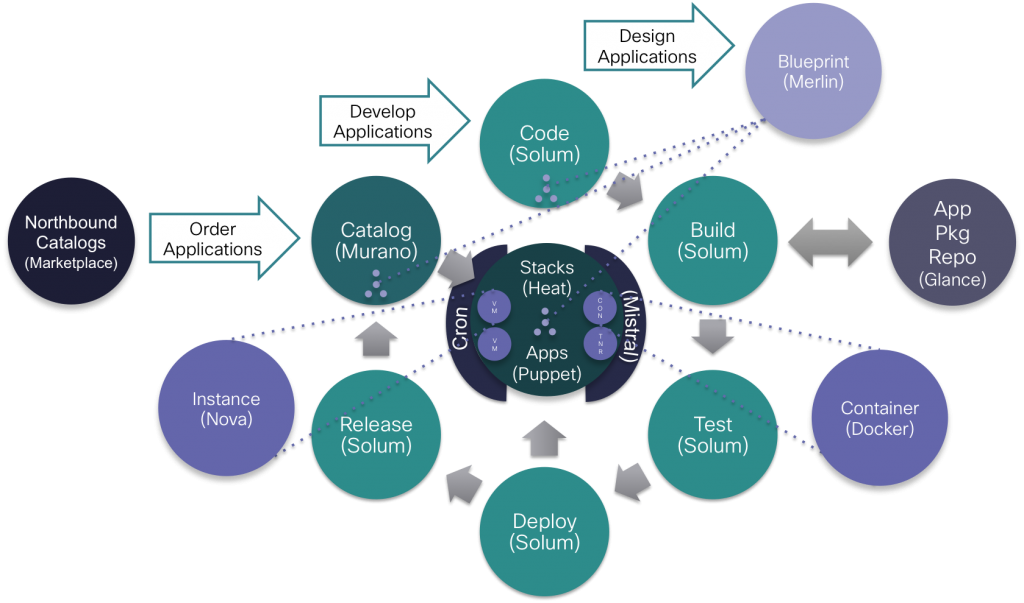 Design
Applications
Blueprint
(Merlin)
Develop
Applications
Code
(Solum)
Northbound
Catalogs
(Marketplace)
Order
Applications
Catalog
(Murano)
Build
(Solum)
App
Pkg
Repo
(Glance)
Stacks
(Heat)
Cron
(Mistral)
VM
VM
CON
TNR
Apps
(Puppet)
Instance
(Nova)
Release
(Solum)
Test
(Solum)
Container
(Docker)
Deploy
(Solum)